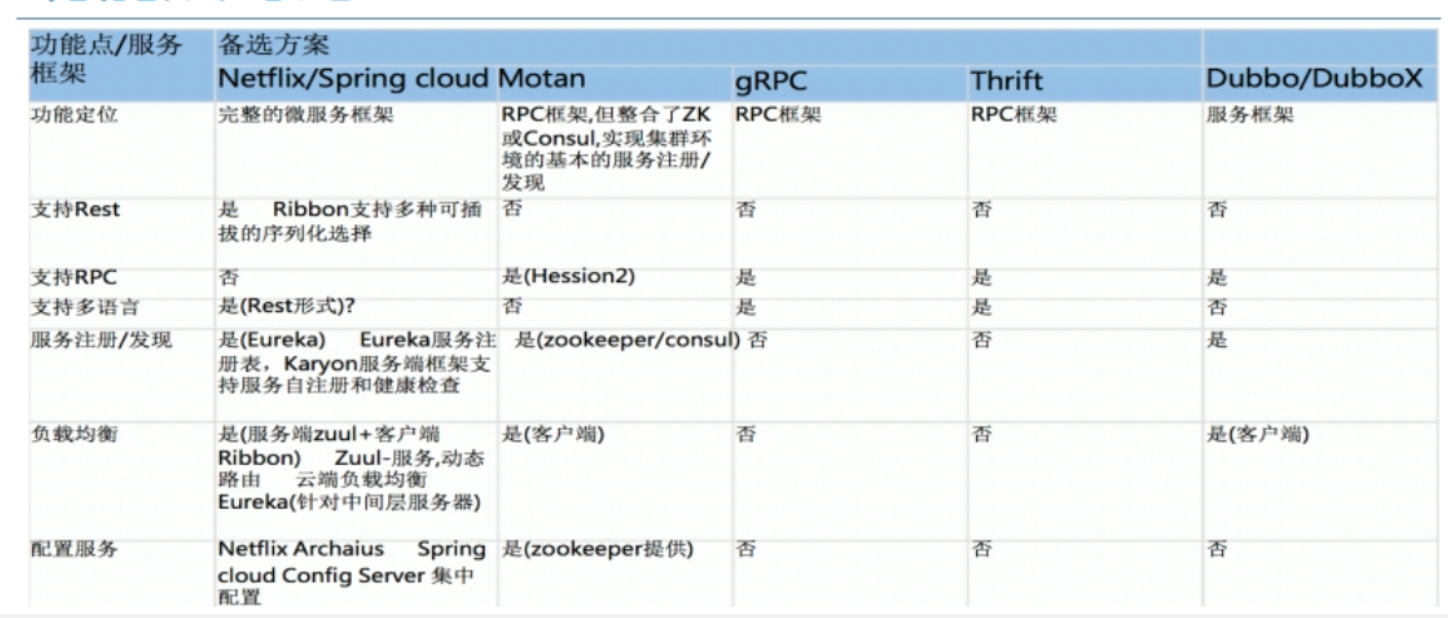 功能点/服务框架
备选方案
Netflix/Spring cloud Motan gRPC Thrift Dubbo/DubboX
功能定位 完整的微服务框架 RPC框架,但整合了ZK RPC框架 RPC框架 服务框架
或Consul,实现集群环
境的基本的服务注册/
发现
支持Rest 是 Ribbon支持多种可插 否 否 否 否
拔的序列化选择
支持RPC 否 是(Hession2) 是 是 是
支持多语言 是(Rest形式)? 否 是 是 否
服务注册/发现 是(Eureka) Eureka服务注 是(zookeeper/consul) 否 否 是
册表，Karyon服务端框架支
持服务自注册和健康检查
负载均衡 是(服务端zuul+客户端 是(客户端) 否 否 是(客户端)
Ribbon) Zuul-服务,动态
路由 云端负载均衡
Eureka(针对中间层服务器)
配置服务 Netflix Archaius Spring 是(zookeeper提供) 否 否 否
cloud Config Server 集中
配置